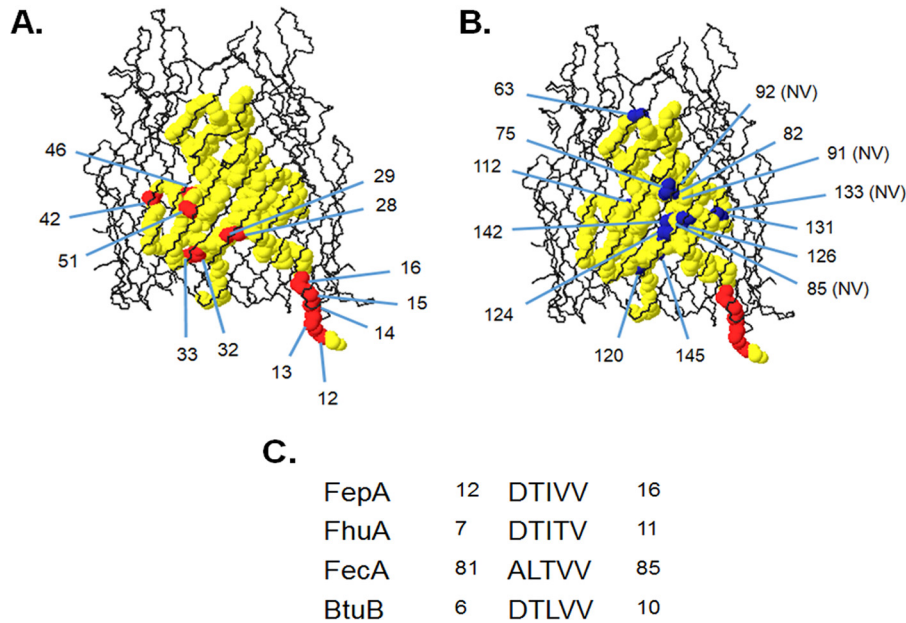 A.
B.
63
92 (NV)
75
82
46
29
112
91 (NV)
42
28
133 (NV)
51
142
131
16
126
15
124
85 (NV)
14
33
32
13
12
120
145
C.
FepA 12 DTIVV 16
FhuA 7 DTITV 11
FecA 81 ALTVV 85
BtuB 6 DTLVV 10